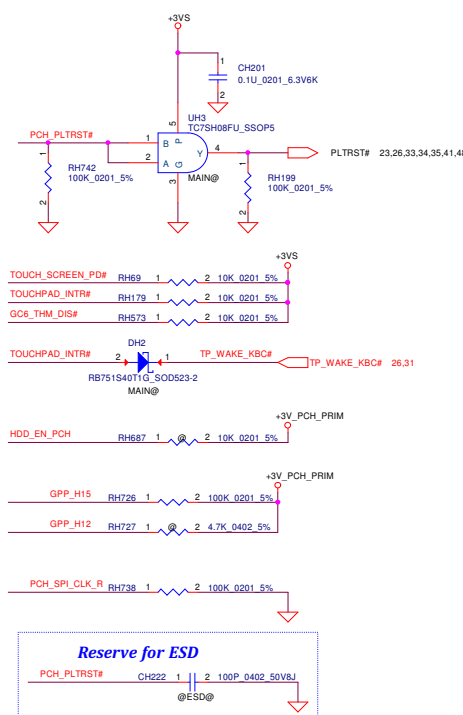 +3VS
1
CH201
0.1U_0201_6.3V6K
2
UH3
TC7SH08FU_SSOP5
5
PCH_PLTRST#
1
B
P
2
A
G
Y
4
PLTRST# 23,26,33,34,35,41,48
3
MAIN@
1
RH742
100K_0201_5%
2
1
RH199
100K_0201_5%
2
+3VS
TOUCH_SCREEN_PD# RH69 1 2 10K_0201_5%
TOUCHPAD_INTR# RH179 1 2 10K_0201_5%
GC6_THM_DIS# RH573 1 2 10K_0201_5%
DH2
TOUCHPAD_INTR# 2 1 TP_WAKE_KBC# TP_WAKE_KBC# 26,31
RB751S40T1G_SOD523-2
MAIN@
+3V_PCH_PRIM
HDD_EN_PCH RH687 1 @ 2 10K_0201_5%
+3V_PCH_PRIM
GPP_H15 RH726 1 2 100K_0201_5%
GPP_H12 RH727 1 @ 2 4.7K_0402_5%
PCH_SPI_CLK_R RH738 1 2 100K_0201_5%
Reserve for ESD
PCH_PLTRST# CH222 1 2 100P_0402_50V8J
@ESD@